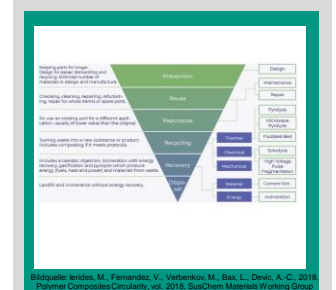 Keeping parts for longer.
Design for easier dismantling and
recycling. Minimise number of
materials in design and manufacture.
Prevention
Design
Maintenance
Checking, cleaning, repairing, refurbish-
ing, repair for whole items or spare parts.
Reuse
Repair
Re-use an existing part for a different appli-
cation, usually of lower value than the original.
Repurpose
Pyrolysis
Microwave
Pyrolysis
Turning waste into a new substance or product.
Includes composting if it meets protocols.
Recycling
Thermal
Chemical
Mechanical
Fluidised Bed
Solvolysis
Includes anaerobic digestion, incineration with energy
recovery, gasification and pyrolysis which produce
energy (fuels, heat and power) and materials from waste.
Recovery
High Voltage
Pulse
Fragmentation
Landfill and incineration without energy recovery.
Dispo-
sal
Material
Energy
Cement Kiln
Incineration
Bildquelle: Ierides, M., Fernandez, V., Verbenkov, M., Bax, L., Devic, A.-C., 2018.
Polymer Composites Circularity, vol. 2018. SusChem Materials Working Group